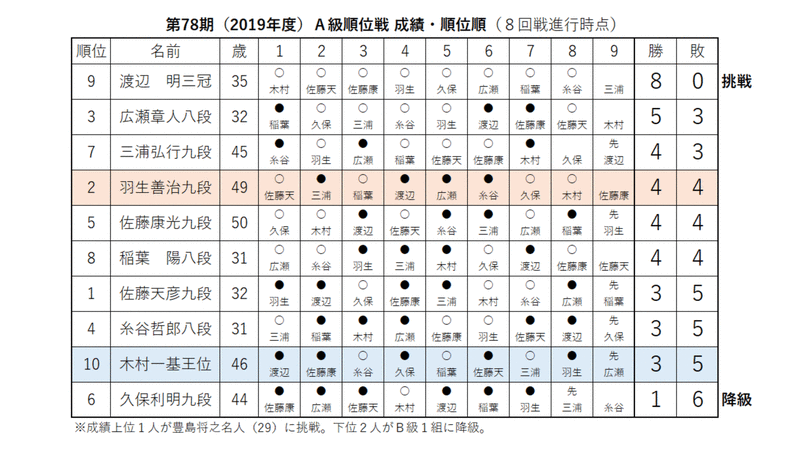 第78期（2019年度）Ａ級順位戦 成績・順位順（８回戦進行時点）
順位 名前 歳 1 2 3 4 5 6 7 8 9 勝 敗
9 渡辺　明三冠 35 ○木村 ○佐藤天 ○佐藤康 ○羽生 ○久保 ○広瀬 ○稲葉 ○糸谷 三浦 8 0 挑戦
3 広瀬章人八段 32 ●稲葉 ○久保 ○三浦 ○糸谷 ○羽生 ●渡辺 ●佐藤康 ○佐藤天 木村 5 3
7 三浦弘行九段 45 ●糸谷 ○羽生 ●広瀬 ○稲葉 ○佐藤天 ○佐藤康 ●木村 久保 先渡辺 4 3
2 羽生善治九段 49 ○佐藤天 ●三浦 ○稲葉 ●渡辺 ●広瀬 ●糸谷 ○久保 ○木村 佐藤康 4 4
5 佐藤康光九段 50 ○久保 ○木村 ●渡辺 ○佐藤天 ●糸谷 ●三浦 ○広瀬 ●稲葉 先羽生 4 4
8 稲葉　陽八段 31 ○広瀬 ○糸谷 ●羽生 ●三浦 ●木村 ○久保 ●渡辺 ○佐藤康 佐藤天 4 4
1 佐藤天彦九段 32 ●羽生 ●渡辺 ○久保 ●佐藤康 ●三浦 ○木村 ○糸谷 ●広瀬 先稲葉 3 5
4 糸谷哲郎八段 31 ○三浦 ●稲葉 ●木村 ●広瀬 ○佐藤康 ○羽生 ●佐藤天 ●渡辺 先久保 3 5
10 木村一基王位 46 ●渡辺 ●佐藤康 ○糸谷 ●久保 ○稲葉 ●佐藤天 ○三浦 ●羽生 先広瀬 3 5
6 久保利明九段 44 ●佐藤康 ●広瀬 ●佐藤天 ○木村 ●渡辺 ●稲葉 ●羽生 先三浦 糸谷 1 6 降級
※成績上位１人が豊島将之名人（29）に挑戦。下位２人がＢ級１組に降級。